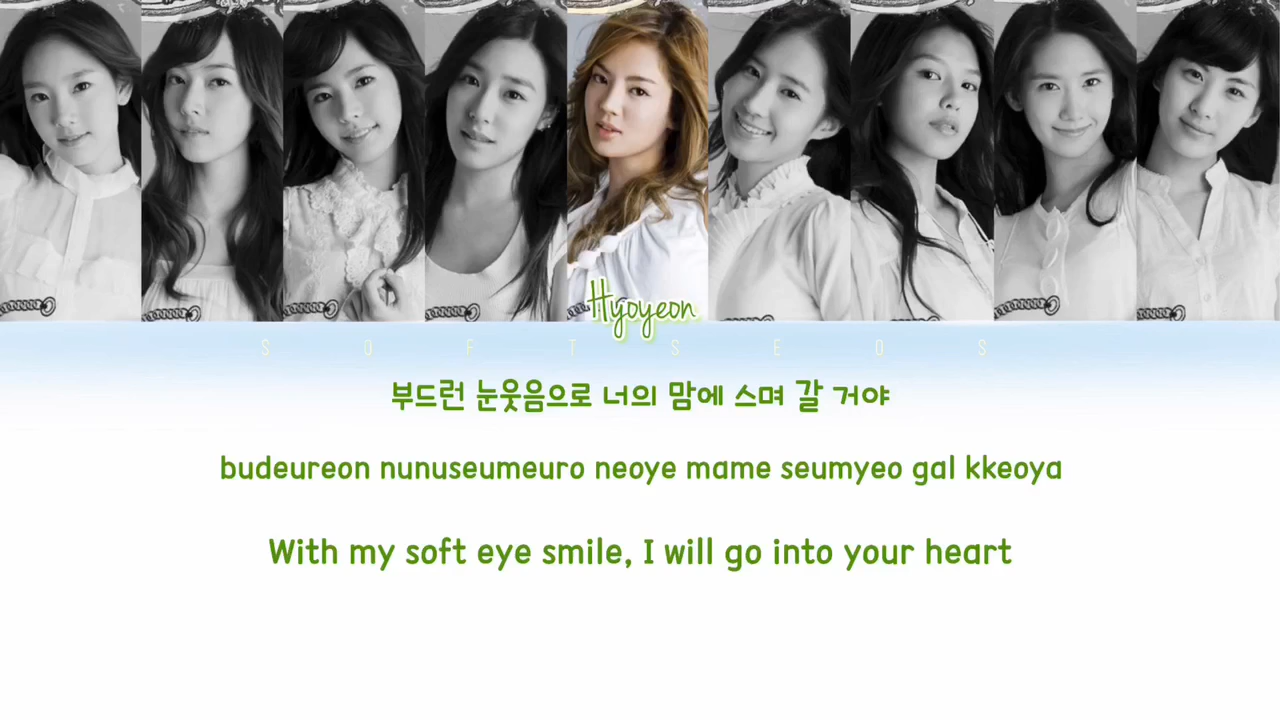 Hyoyeon
SOFTSEOS
부드런 눈웃음으로 너의 맘에 스며 갈 거야
budeureon nunuseumeuro neoye mame seumyeo gal kkeoya
With my soft eye smile, I will go into your heart